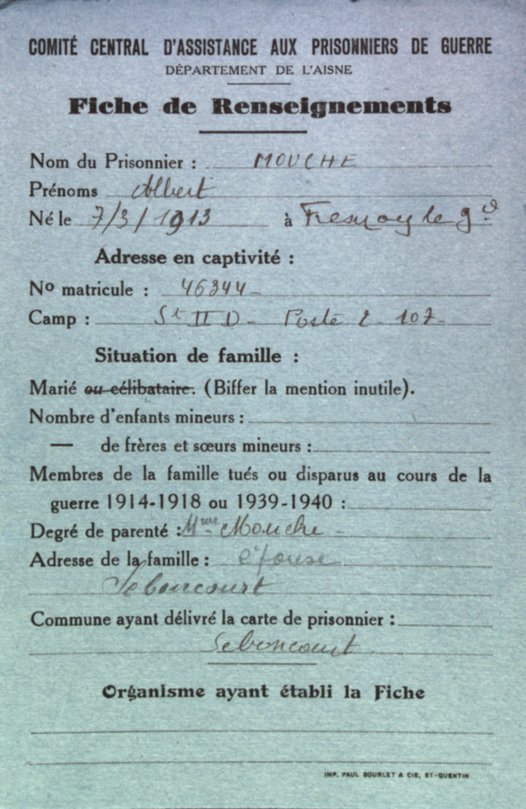 COMITÉ CENTRAL D'ASSISTANCE AUX PRISONNIERS DE GUERRE
DÉPARTEMENT DE L'AISNE
Fiche de Renseignements
Nom du Prisonnier : MOUCHE
Prénoms Albert
Né le 7/3/1913 à Fresnoy le gd
Adresse en captivité :
No matricule : 46344
Camp : St II D - Poste 2 - 107
Situation de famille :
Marié ou célibataire. (Biffer la mention inutile).
Nombre d'enfants mineurs :
— de frères et sœurs mineurs :
Membres de la famille tués ou disparus au cours de la
guerre 1914-1918 ou 1939-1940 :
Degré de parenté : Mme Mouche
Adresse de la famille : épouse
Seboncourt
Commune ayant délivré la carte de prisonnier :
Seboncourt
Organisme ayant établi la Fiche
IMP. PAUL BOURLET & CIE, ST-QUENTIN